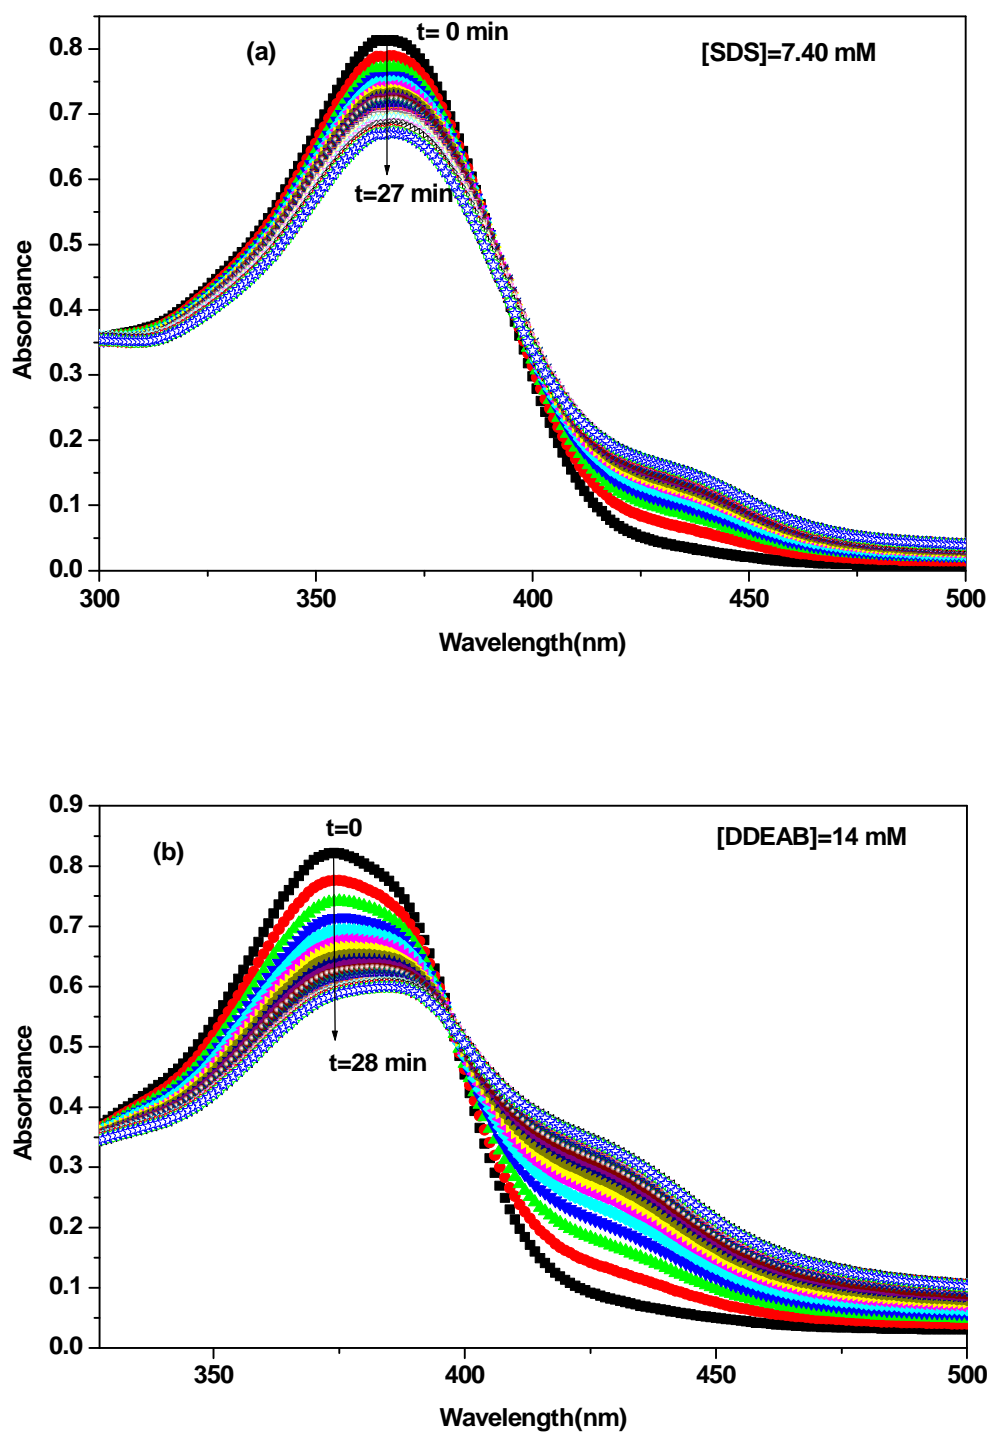 (a)
t= 0 min
[SDS]=7.40 mM
t=27 min
0.8
0.7
0.6
0.5
0.4
0.3
0.2
0.1
0.0
Absorbance
300
350
400
450
500
Wavelength(nm)
(b)
t=0
[DDEAB]=14 mM
t=28 min
0.9
0.8
0.7
0.6
0.5
0.4
0.3
0.2
0.1
0.0
Absorbance
350
400
450
500
Wavelength(nm)